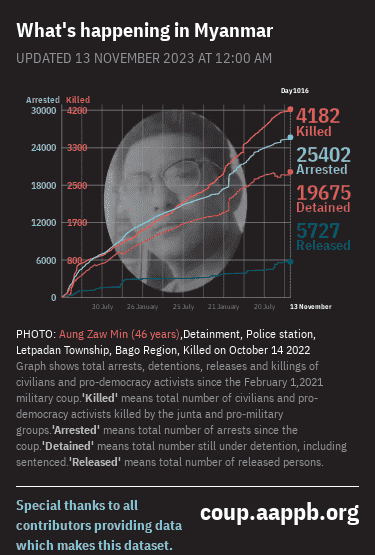 What's happening in Myanmar
UPDATED 13 NOVEMBER 2023 AT 12:00 AM
Day1016
Arrested Killed
30000 4200
24000 3300
18000 2500
12000 1700
6000 800
0
4182
Killed
25402
Arrested
19675
Detained
5727
Released
30 July 26 January 25 July 21 January 20 July 13 November
PHOTO: Aung Zaw Min (46 years),Detainment, Police station,
Letpadan Township, Bago Region, Killed on October 14 2022
Graph shows total arrests, detentions, releases and killings of
civilians and pro-democracy activists since the February 1,2021
military coup.'Killed' means total number of civilians and pro-
democracy activists killed by the junta and pro-military
groups.'Arrested' means total number of arrests since the
coup.'Detained' means total number still under detention, including
sentenced.'Released' means total number of released persons.
Special thanks to all
contributors providing data
which makes this dataset.
coup.aappb.org